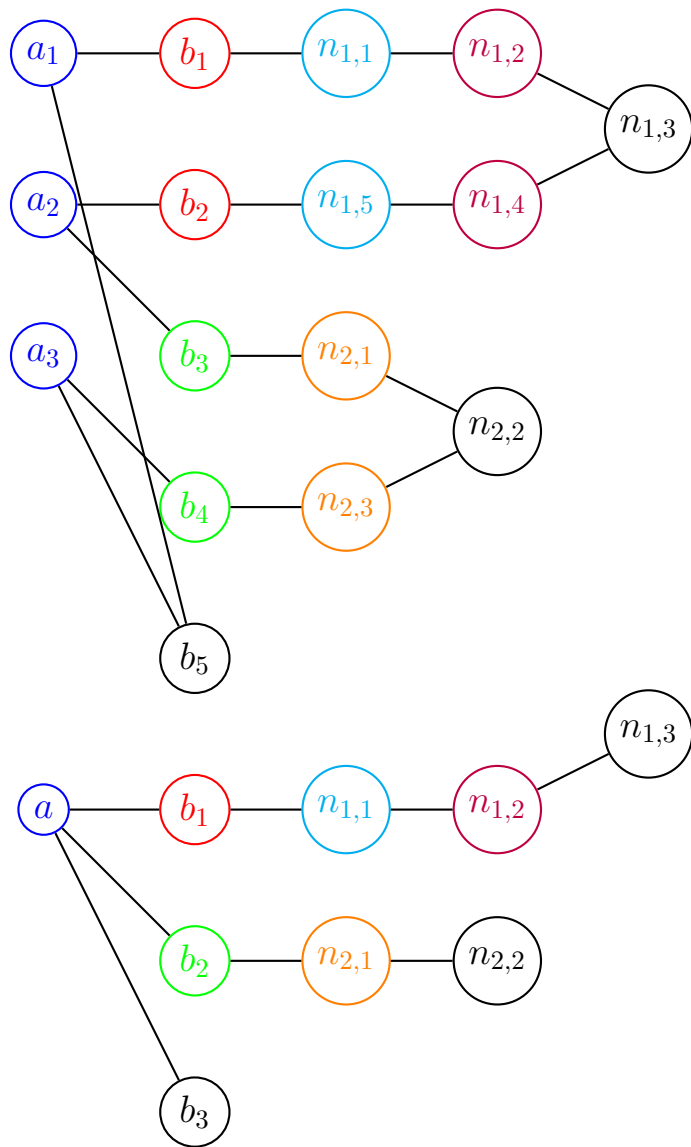 a₁ b₁ n₁,₁ n₁,₂
n₁,₃
a₂ b₂ n₁,₅ n₁,₄
a₃ b₃ n₂,₁
n₂,₂
b₄ n₂,₃
b₅
n₁,₃
a b₁ n₁,₁ n₁,₂
b₂ n₂,₁ n₂,₂
b₃